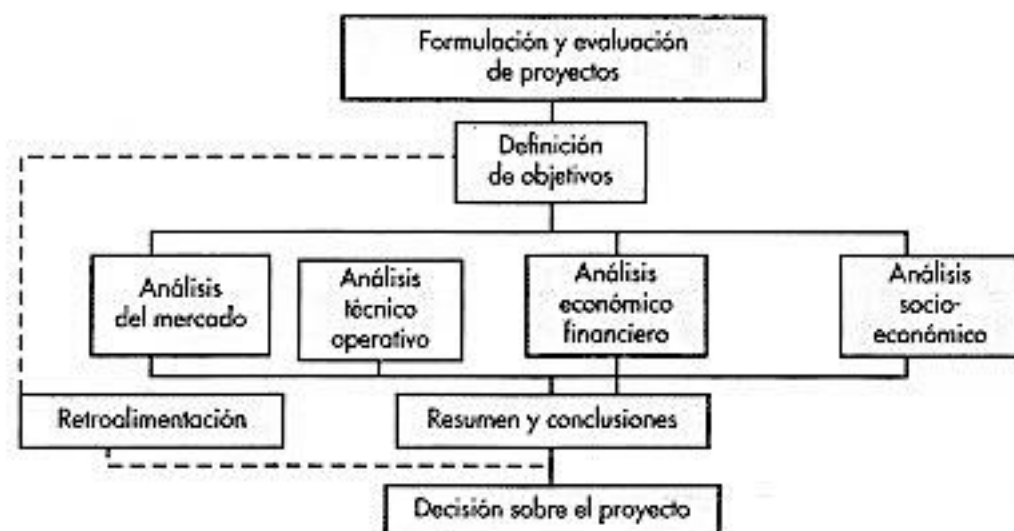 Formulación y evaluación
de proyectos
Definición
de objetivos
Análisis
del mercado
Análisis
técnico
operativo
Análisis
económico
financiero
Análisis
socio-
económico
Retroalimentación
Resumen y conclusiones
Decisión sobre el proyecto